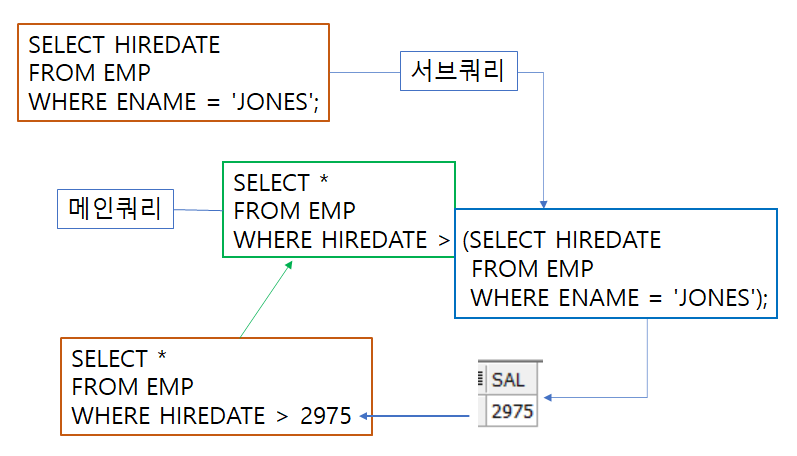 SELECT HIREDATE
FROM EMP
WHERE ENAME = 'JONES';
서브쿼리
메인쿼리
SELECT *
FROM EMP
WHERE HIREDATE >
(SELECT HIREDATE
FROM EMP
WHERE ENAME = 'JONES');
SELECT *
FROM EMP
WHERE HIREDATE > 2975
SAL
2975